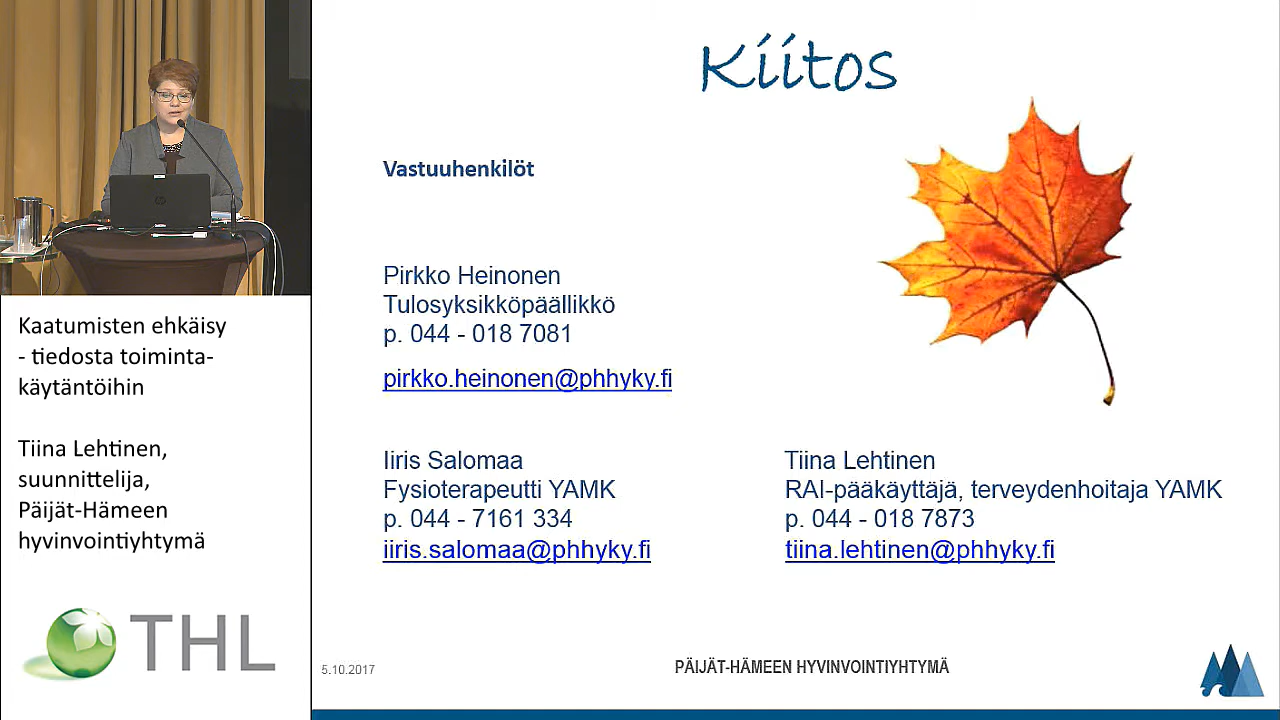 Kaatumisten ehkäisy
- tiedosta toiminta-
käytäntöihin
Tiina Lehtinen,
suunnittelija,
Päijät-Hämeen
hyvinvointiyhtymä
THL
Kiitos
Vastuuhenkilöt
Pirkko Heinonen
Tulosyksikköpäällikkö
p. 044 - 018 7081
pirkko.heinonen@phhyky.fi
Iiris Salomaa
Fysioterapeutti YAMK
p. 044 - 7161 334
iiris.salomaa@phhyky.fi
Tiina Lehtinen
RAI-pääkäyttäjä, terveydenhoitaja YAMK
p. 044 - 018 7873
tiina.lehtinen@phhyky.fi
5.10.2017
PÄIJÄT-HÄMEEN HYVINVOINTIYHTYMÄ